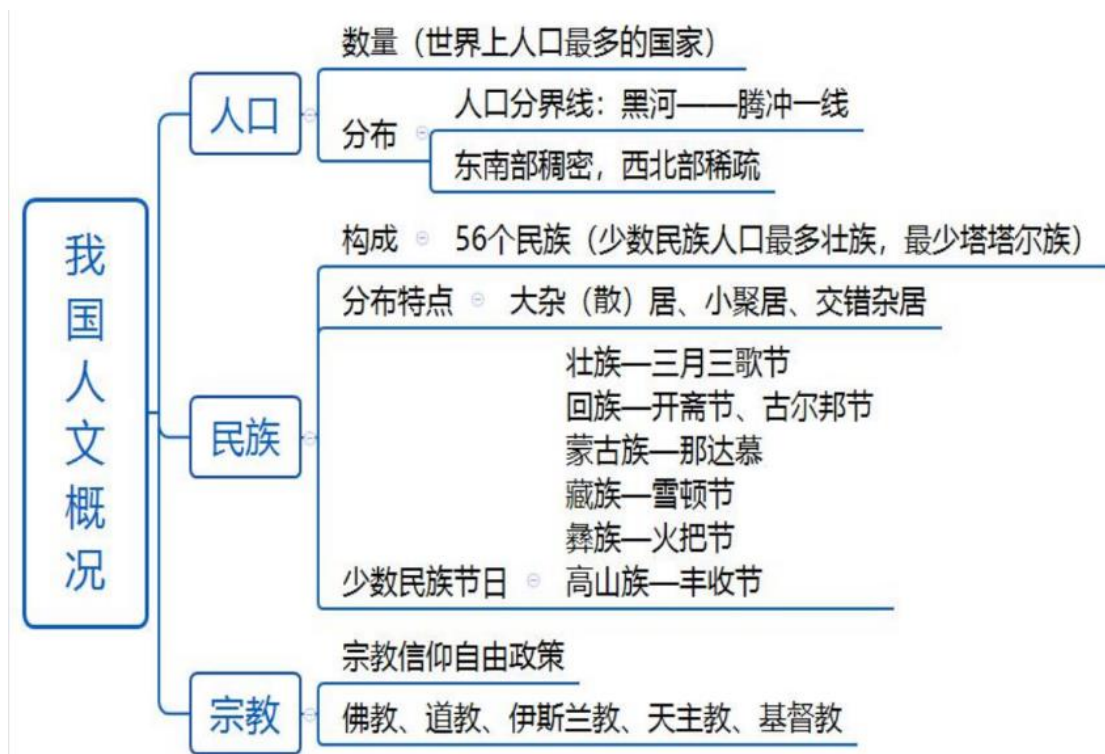 我国人文概况
人口
数量（世界上人口最多的国家）
分布
人口分界线：黑河——腾冲一线
东南部稠密，西北部稀疏
民族
构成
56个民族（少数民族人口最多壮族，最少塔塔尔族）
分布特点
大杂（散）居、小聚居、交错杂居
少数民族节日
壮族—三月三歌节
回族—开斋节、古尔邦节
蒙古族—那达慕
藏族—雪顿节
彝族—火把节
高山族—丰收节
宗教
宗教信仰自由政策
佛教、道教、伊斯兰教、天主教、基督教